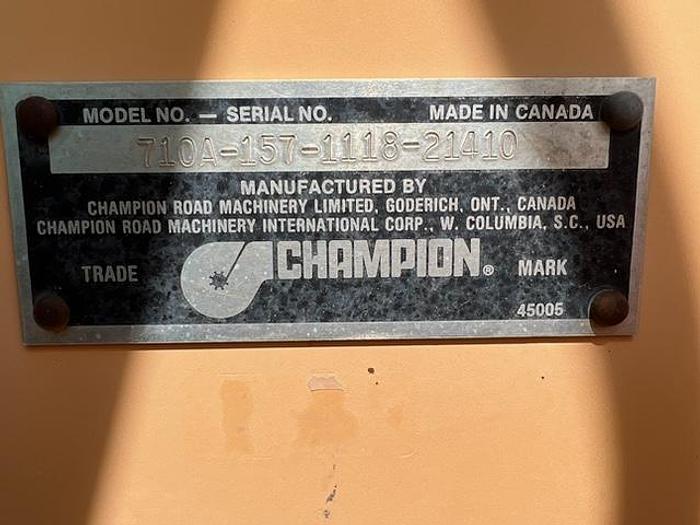 MODEL NO. — SERIAL NO. MADE IN CANADA
710A-157-1118-21410
MANUFACTURED BY
CHAMPION ROAD MACHINERY LIMITED, GODERICH, ONT., CANADA
CHAMPION ROAD MACHINERY INTERNATIONAL CORP., W. COLUMBIA, S.C., USA
TRADE CHAMPION® MARK
45005